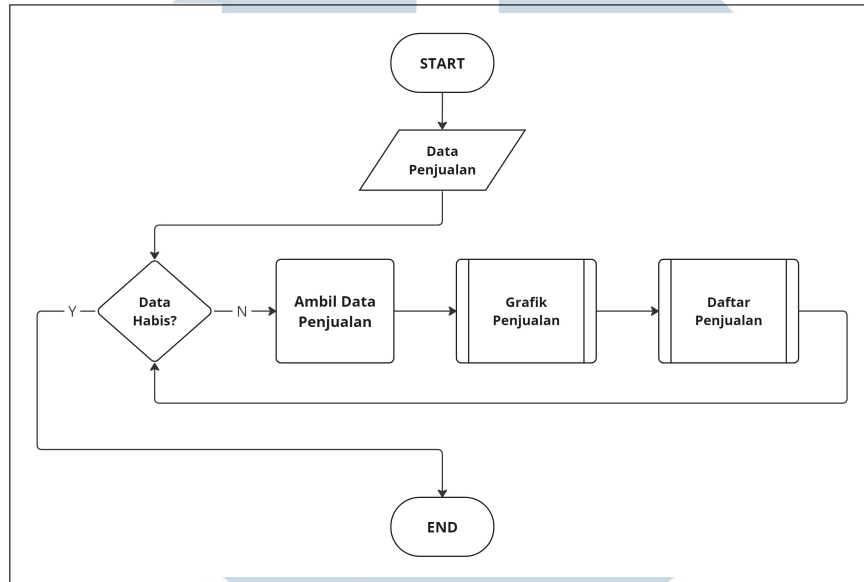 START
Data
Penjualan
Data
Habis?
Y
N
Ambil Data
Penjualan
Grafik
Penjualan
Daftar
Penjualan
END